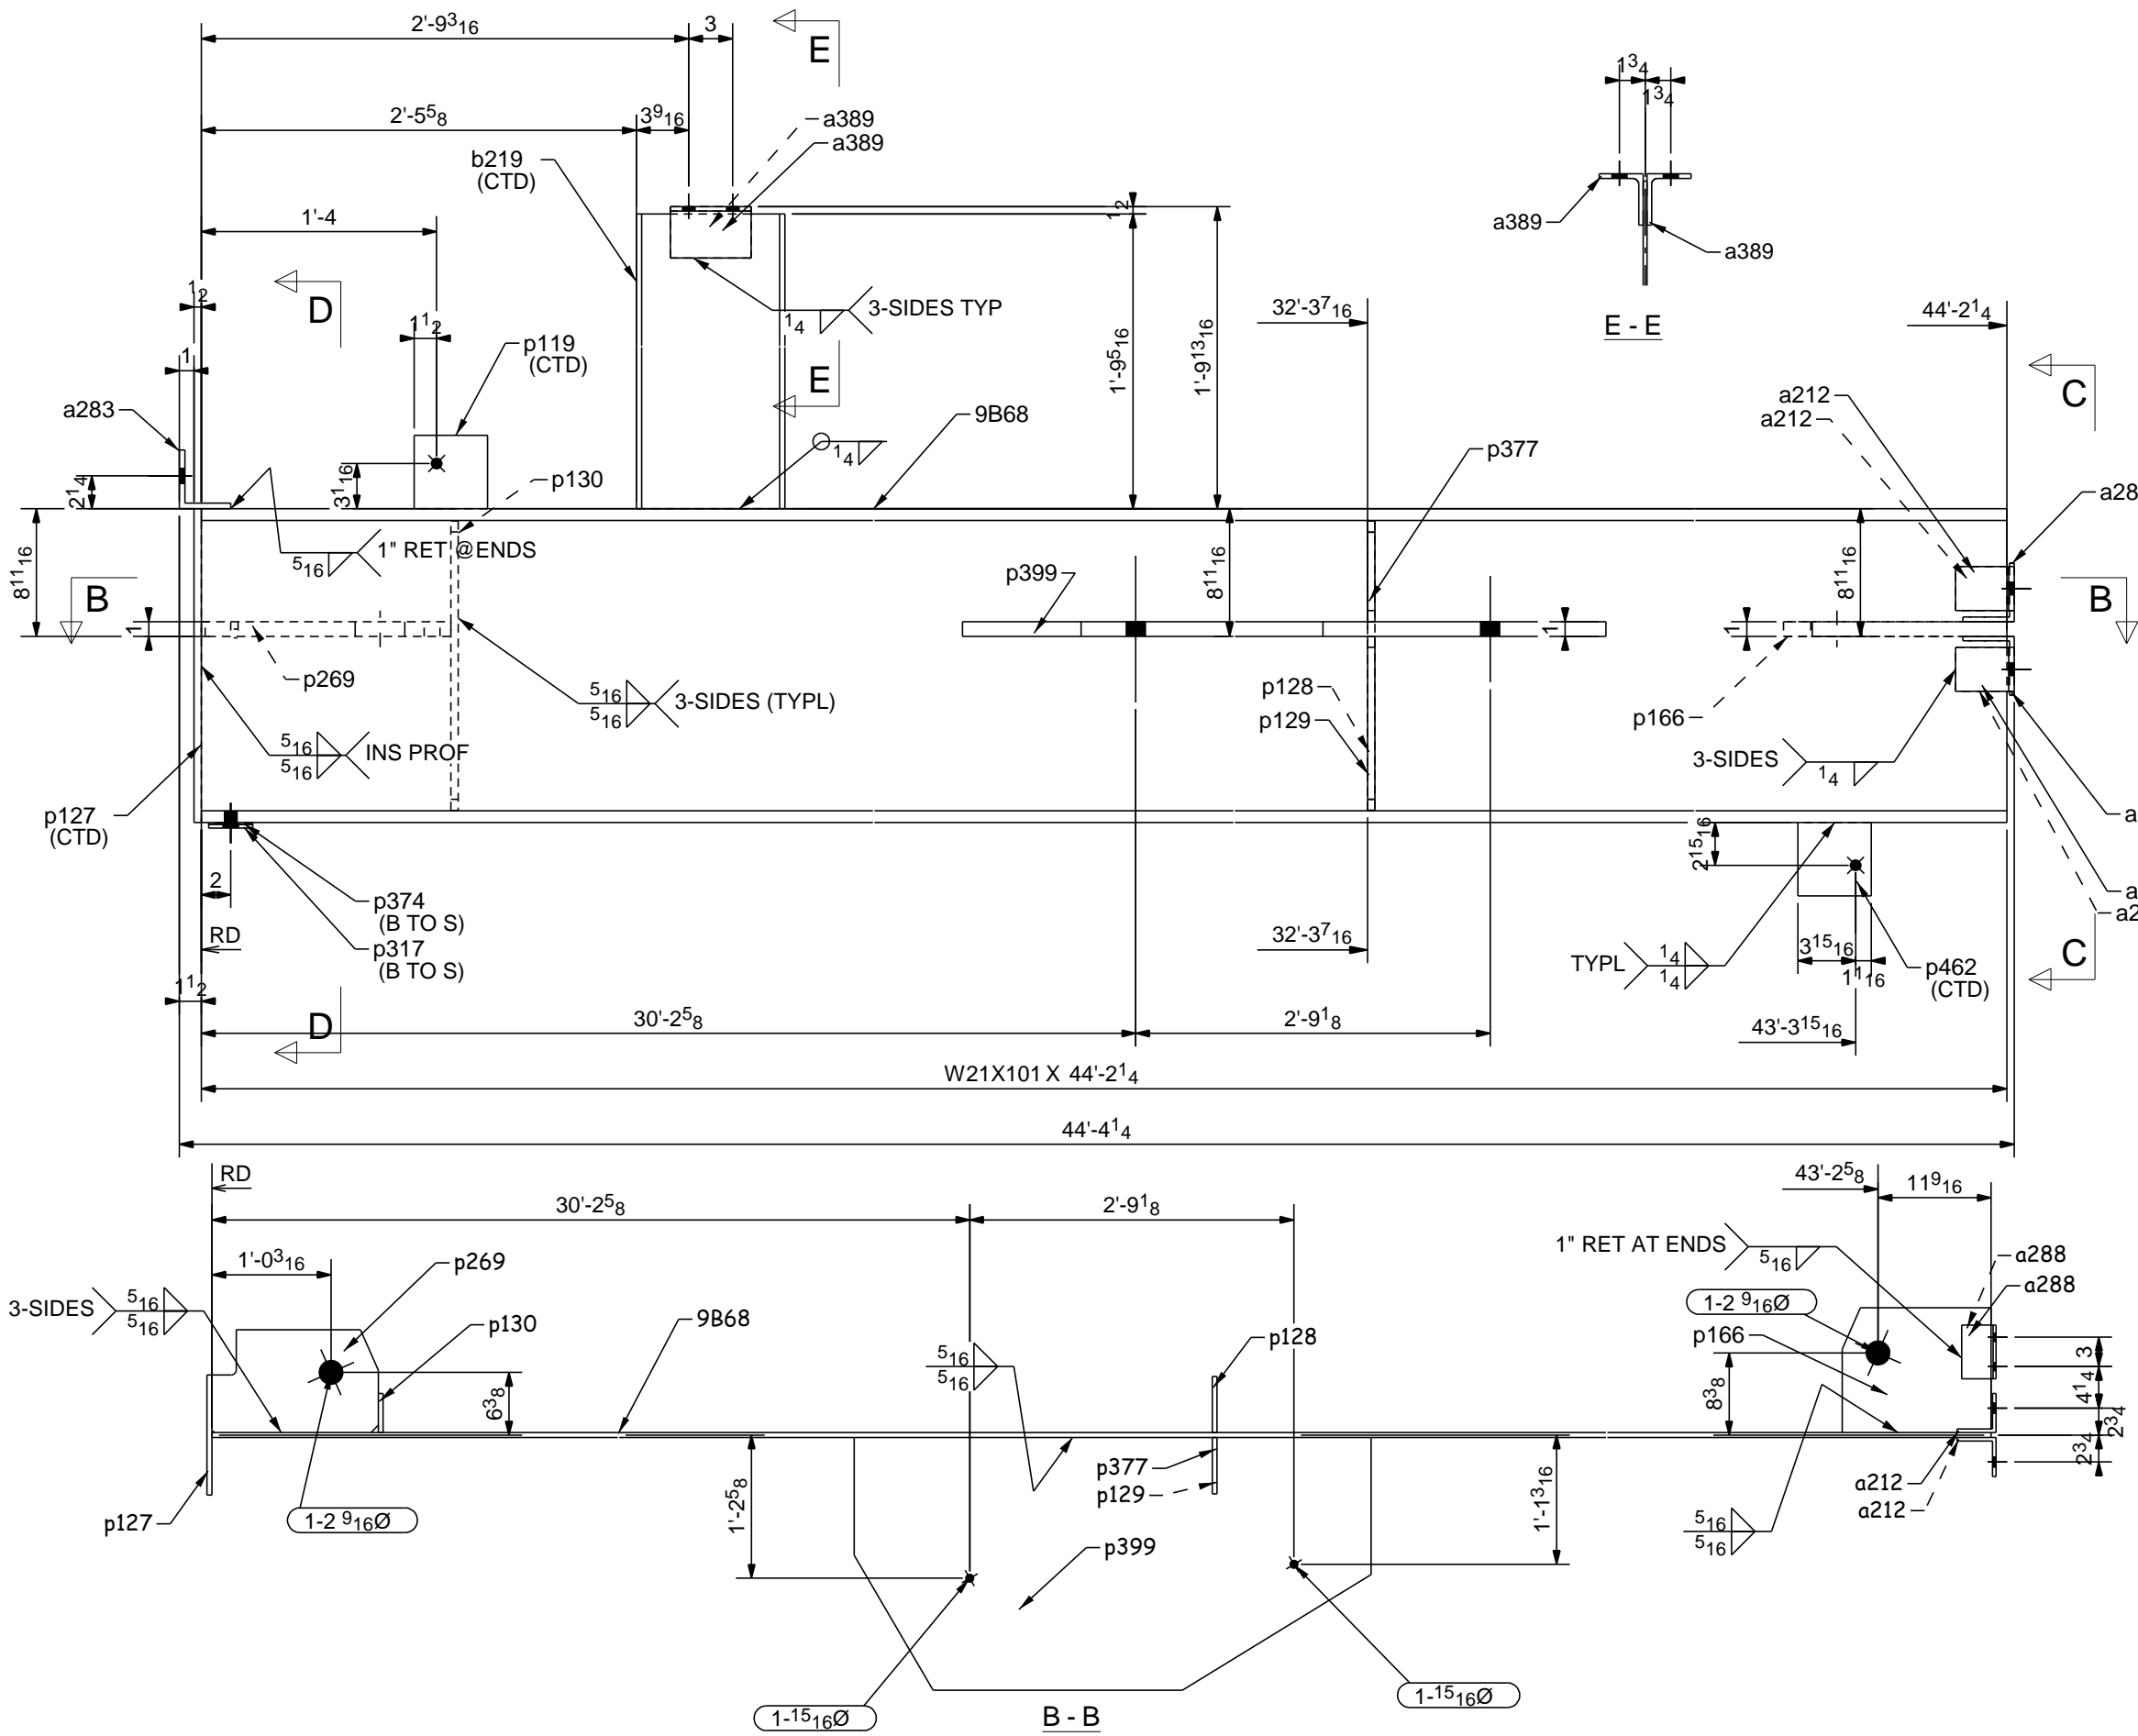 2'-9 3/16
3
E
1 3/4
1 3/4
2'-5 5/8
3 9/16
a389
a389
b219
(CTD)
1'-4
1/2
a389
a389
E - E
D
1/2
1 1/2
p119
(CTD)
1/4
3-SIDES TYP
E
1'-9 5/16
1'-9 13/16
32'-3 7/16
44'-2 1/4
C
1
a283
9B68
a212
a212
1/4
p377
2 1/4
3 1/16
p130
a28
8 11/16
5/16
1" RET @ENDS
p399
8 11/16
8 11/16
B
B
1
1
1
p269
5/16
5/16
3-SIDES (TYPL)
p128
p129
p166
5/16
5/16
INS PROF
3-SIDES
1/4
p127
(CTD)
a
2 15/16
2
p374
(B TO S)
RD
p317
(B TO S)
a
a2
32'-3 7/16
TYPL
1/4
1/4
3 15/16
1 1/16
p462
(CTD)
C
1 1/2
D
30'-2 5/8
2'-9 1/8
43'-3 15/16
W21X101 X 44'-2 1/4
44'-4 1/4
RD
30'-2 5/8
2'-9 1/8
43'-2 5/8
11 9/16
1'-0 3/16
p269
1" RET AT ENDS
5/16
a288
a288
3-SIDES
5/16
5/16
p130
9B68
5/16
5/16
p128
1-2 9/16Ø
p166
3
4 1/4
2 3/4
2 3/4
6 3/8
8 3/8
p127
1-2 9/16Ø
1'-2 5/8
p377
p129
1'-1 3/16
a212
a212
5/16
5/16
p399
1-15/16Ø
1-15/16Ø
B - B